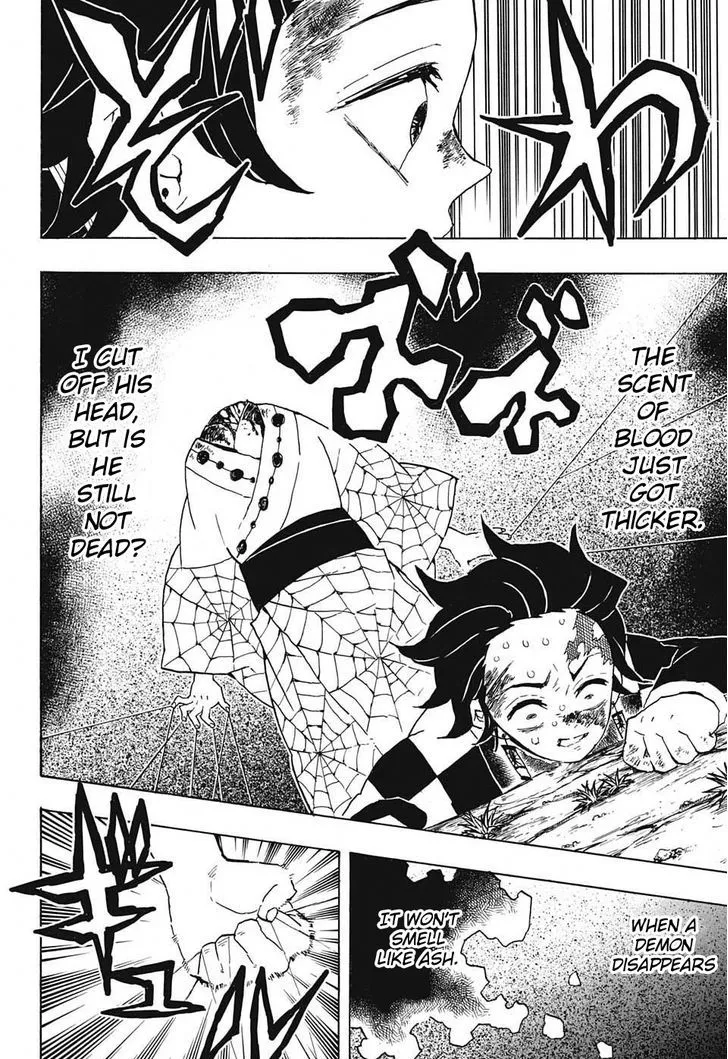 THE
SCENT
OF
BLOOD
JUST
GOT
THICKER.
I CUT
OFF HIS
HEAD,
BUT IS
HE
STILL
NOT
DEAD?
WHEN A
DEMON
DISAPPEARS
IT WON'T
SMELL
LIKE ASH.